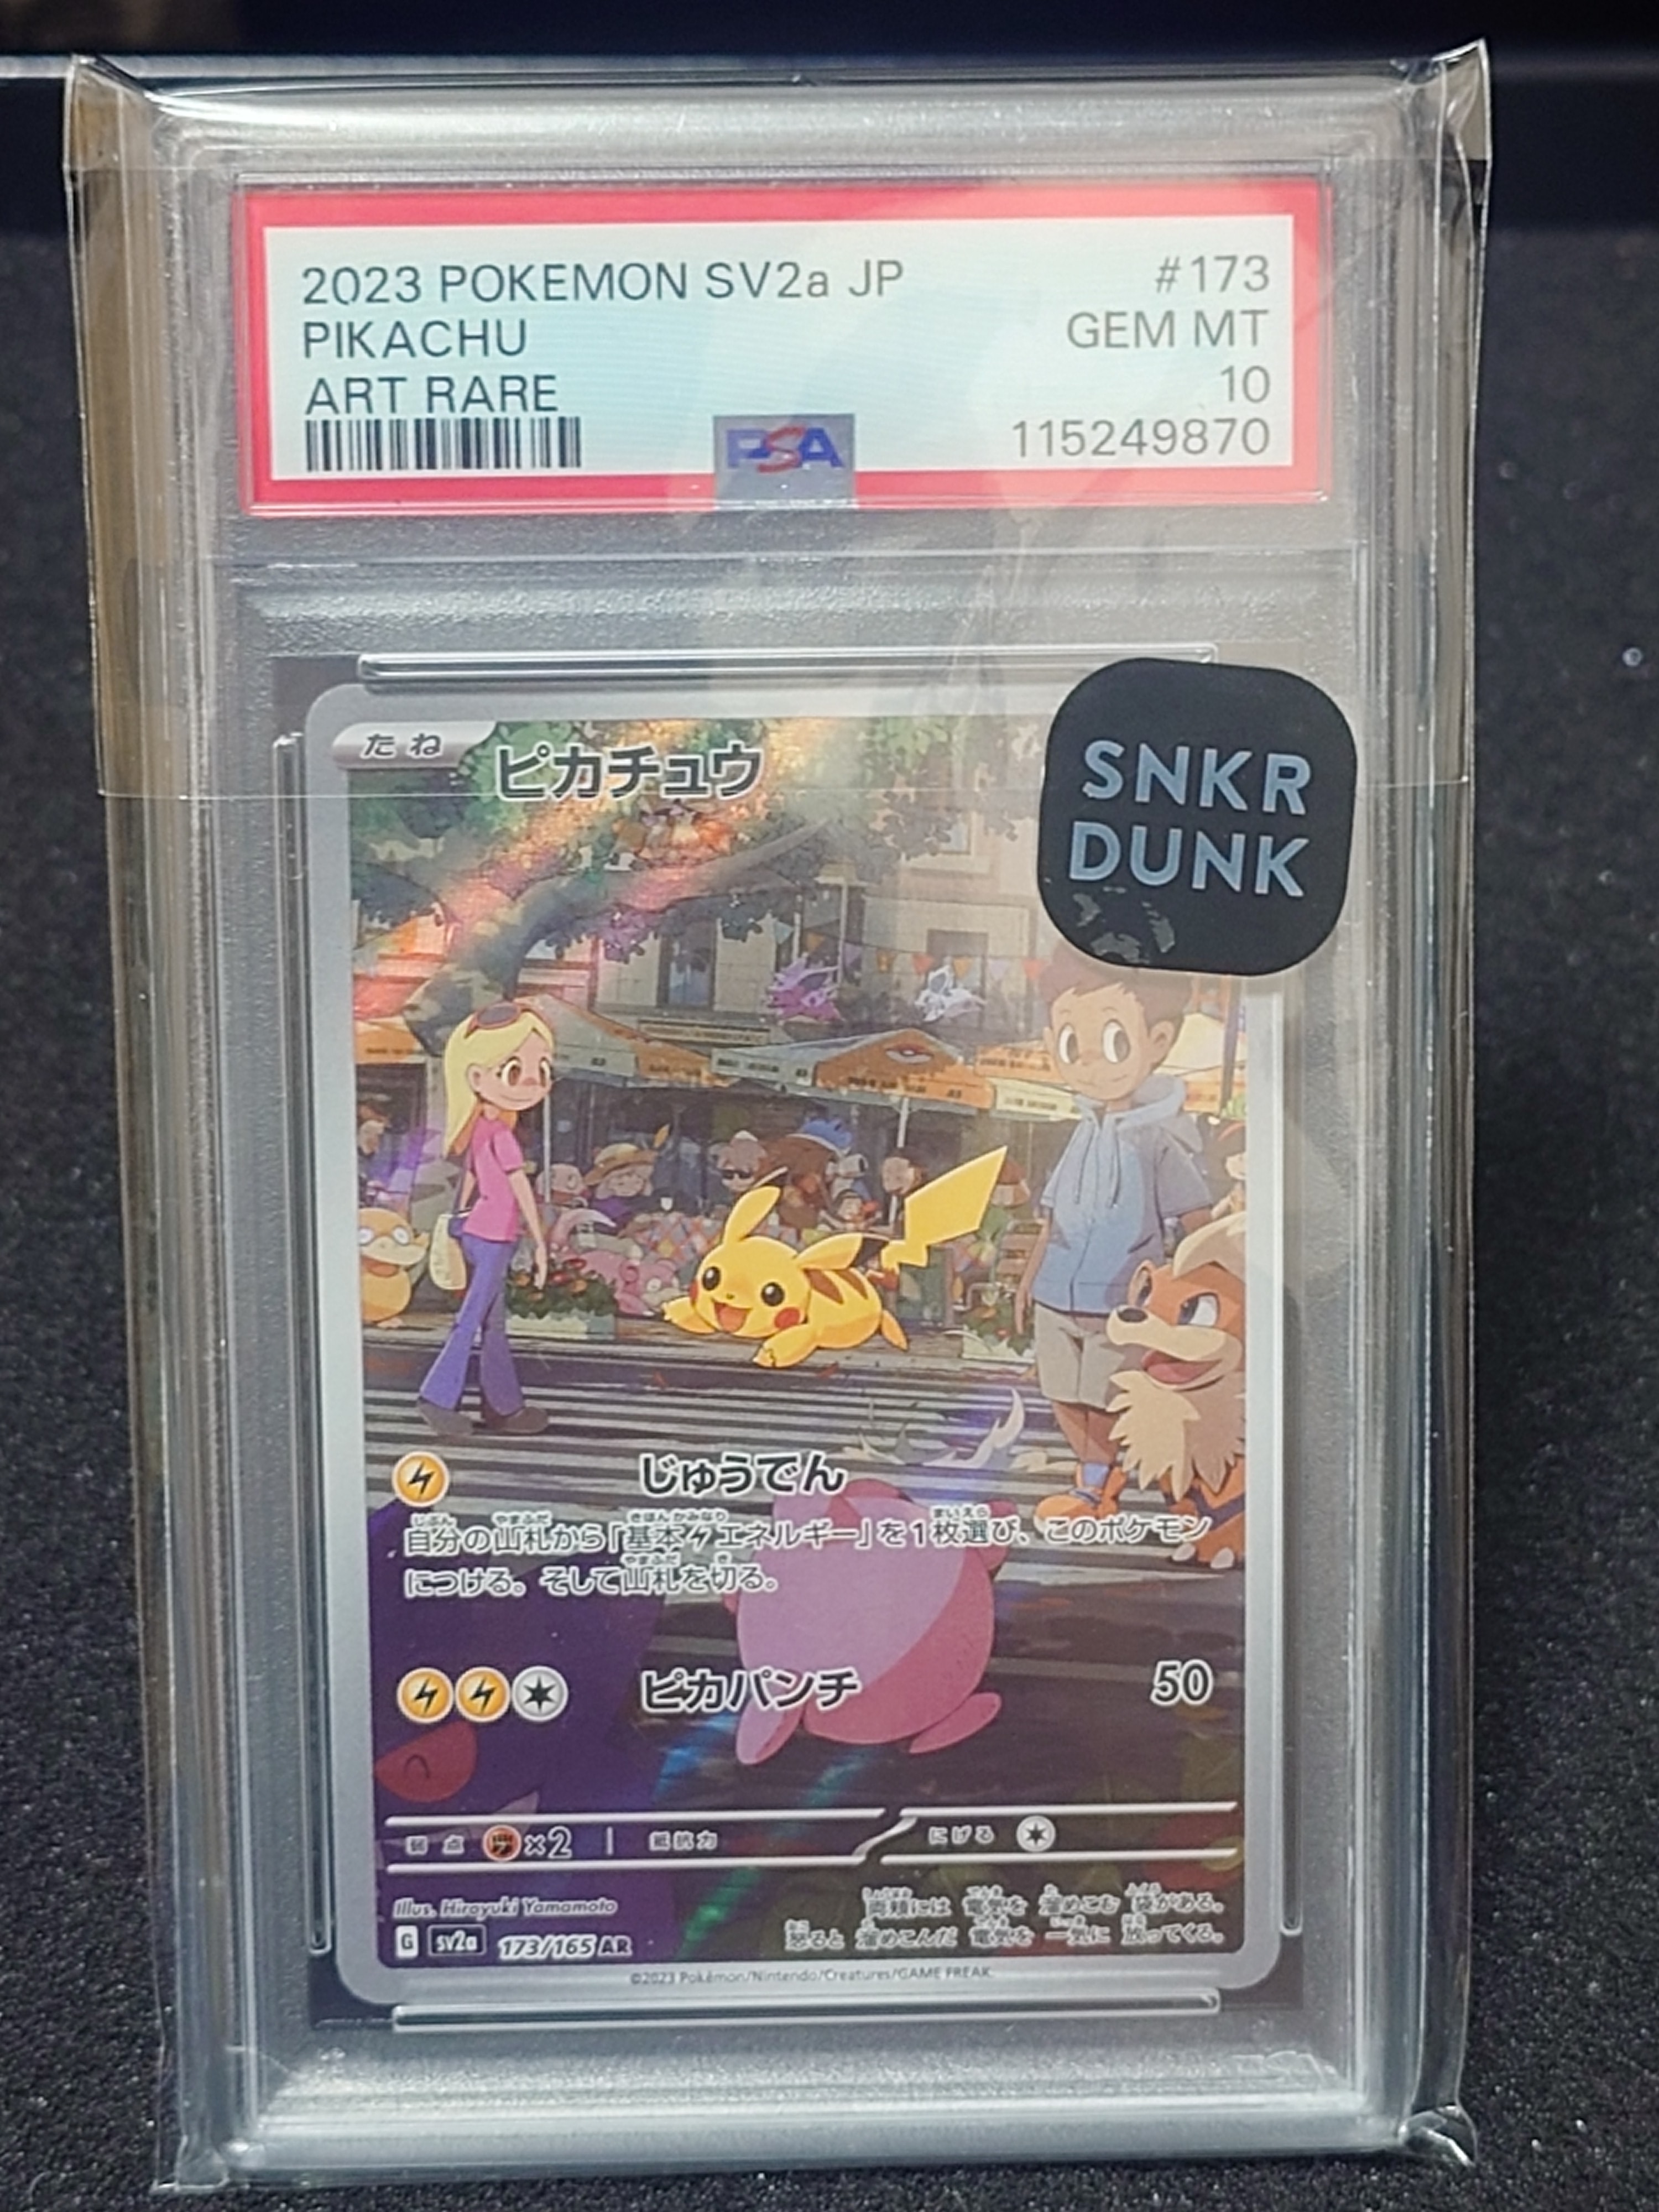 2023 POKEMON SV2a JP #173
PIKACHU GEM MT
ART RARE 10
PSA 115249870
SNKR
DUNK
たね ピカチュウ
じゅうでん
自分の山札から「基本エネルギー」を1枚選び、このポケモン
につける。そして山札を切る。
ピカパンチ 50
弱点 ×2 抵抗力 にげる
Illus. Hiroyuki Yamamoto
両頬には 電気を 溜めこむ 袋がある。
怒ると 溜めこんだ 電気を 一気に 放ってくる。
G sv2a 173/165 AR
©2023 Pokémon/Nintendo/Creatures/GAME FREAK.